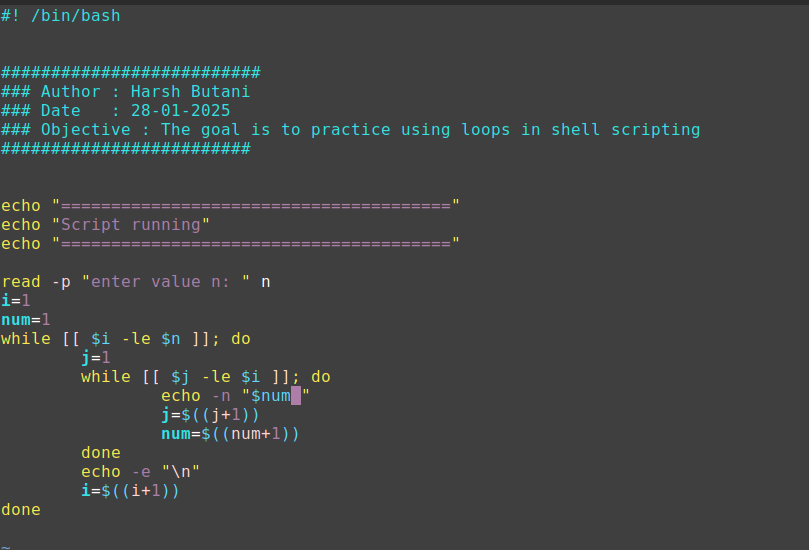 #! /bin/bash
##########################
### Author : Harsh Butani
### Date   : 28-01-2025
### Objective : The goal is to practice using loops in shell scripting
#########################
echo "======================================="
echo "Script running"
echo "======================================="
read -p "enter value n: " n
i=1
num=1
while [[ $i -le $n ]]; do
        j=1
        while [[ $j -le $i ]]; do
                echo -n "$num "
                j=$((j+1))
                num=$((num+1))
        done
        echo -e "\n"
        i=$((i+1))
done
~